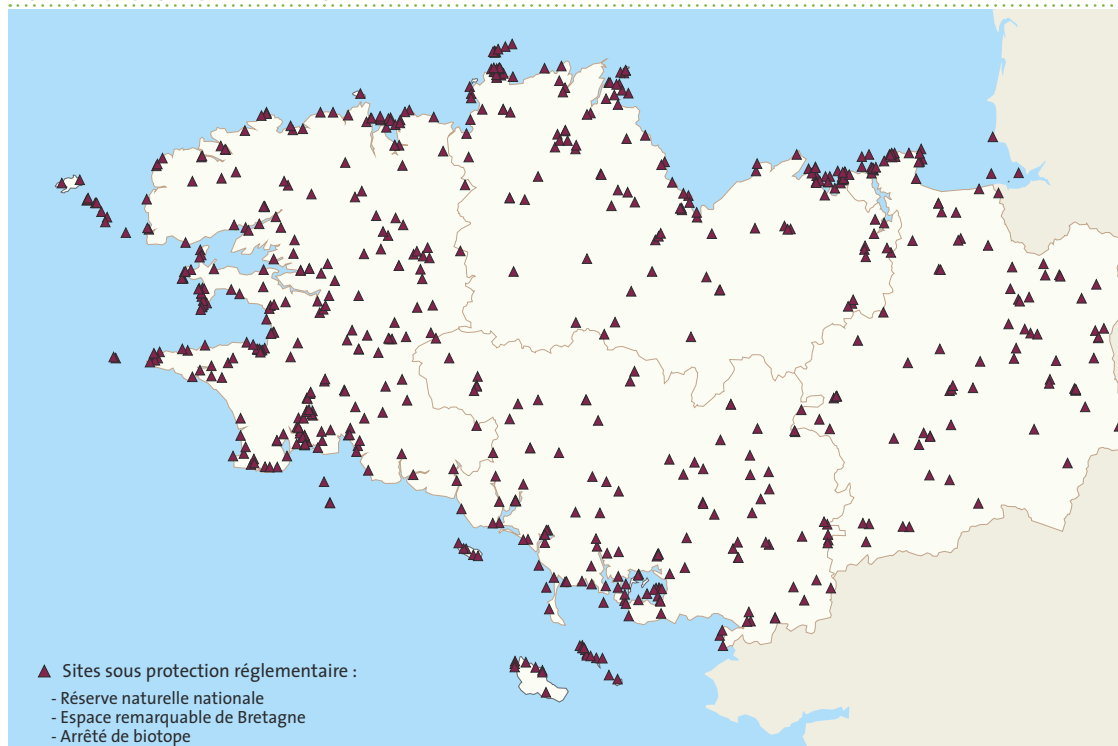 Sites sous protection réglementaire :
- Réserve naturelle nationale
- Espace remarquable de Bretagne
- Arrêté de biotope